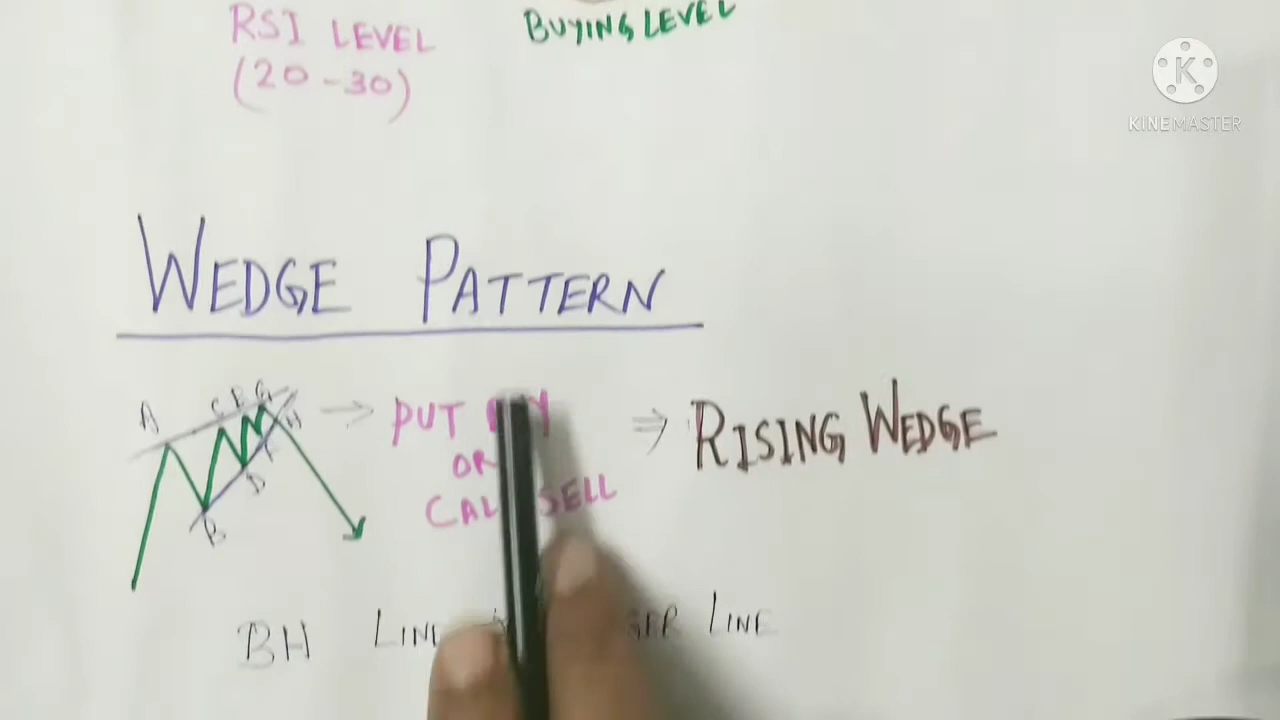 RSI LEVEL
(20-30)
BUYING LEVEL
K
KINEMASTER
WEDGE PATTERN
A C E G H
B D
→ PUT
OR
SELL
⇒ RISING WEDGE
BH LINE LINE